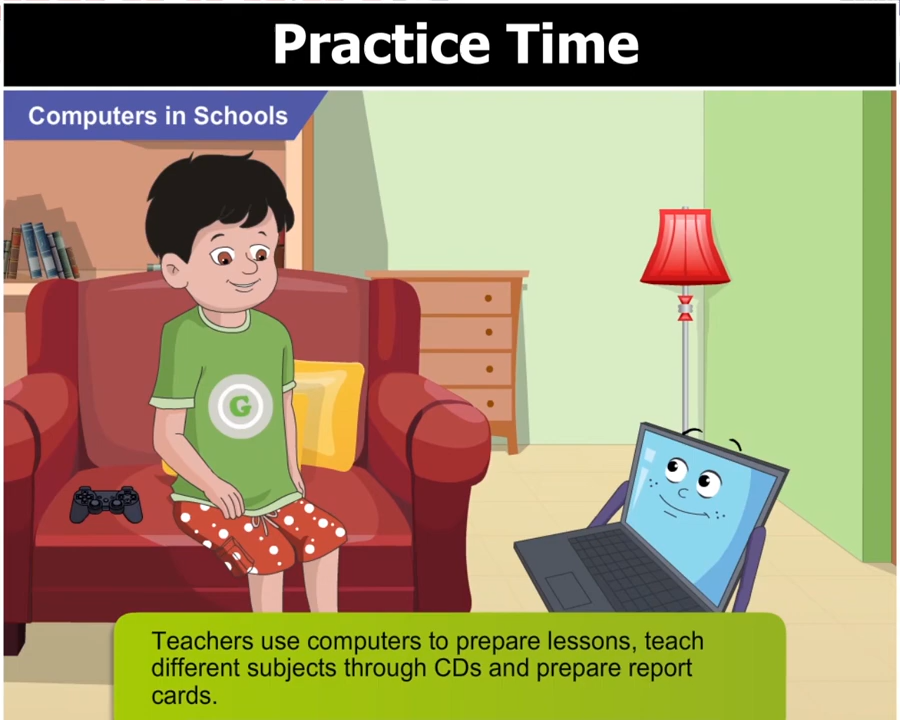 Practice Time
Computers in Schools
G
Teachers use computers to prepare lessons, teach
different subjects through CDs and prepare report
cards.